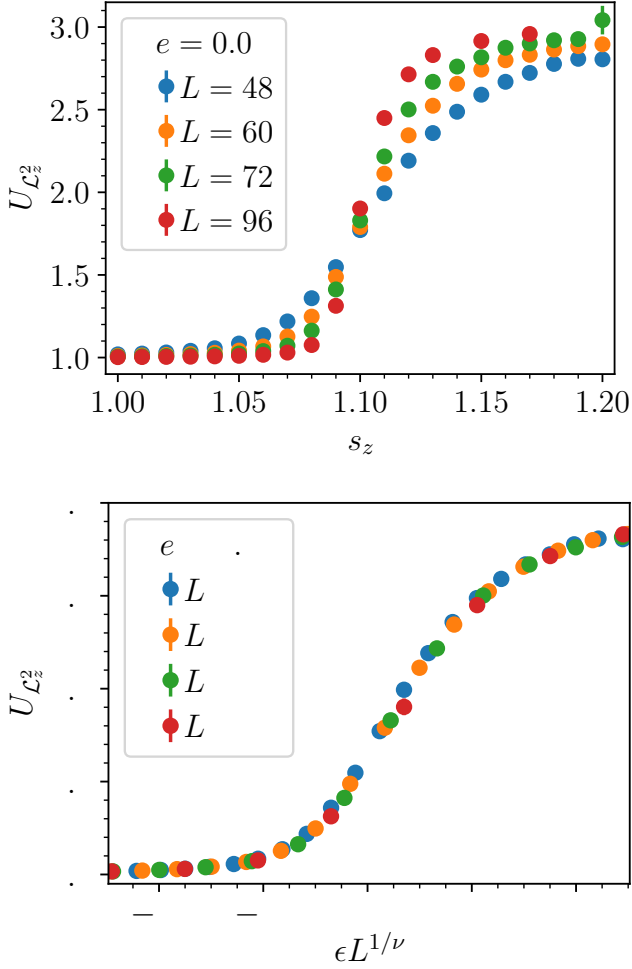 3.0
2.5
2.0
1.5
1.0
U_{\mathcal{L}_z^2}
e = 0.0
L = 48
L = 60
L = 72
L = 96
1.00 1.05 1.10 1.15 1.20
s_z
.
.
.
.
.
U_{\mathcal{L}_z^2}
e .
L
L
L
L
− −
ϵL^{1/ν}